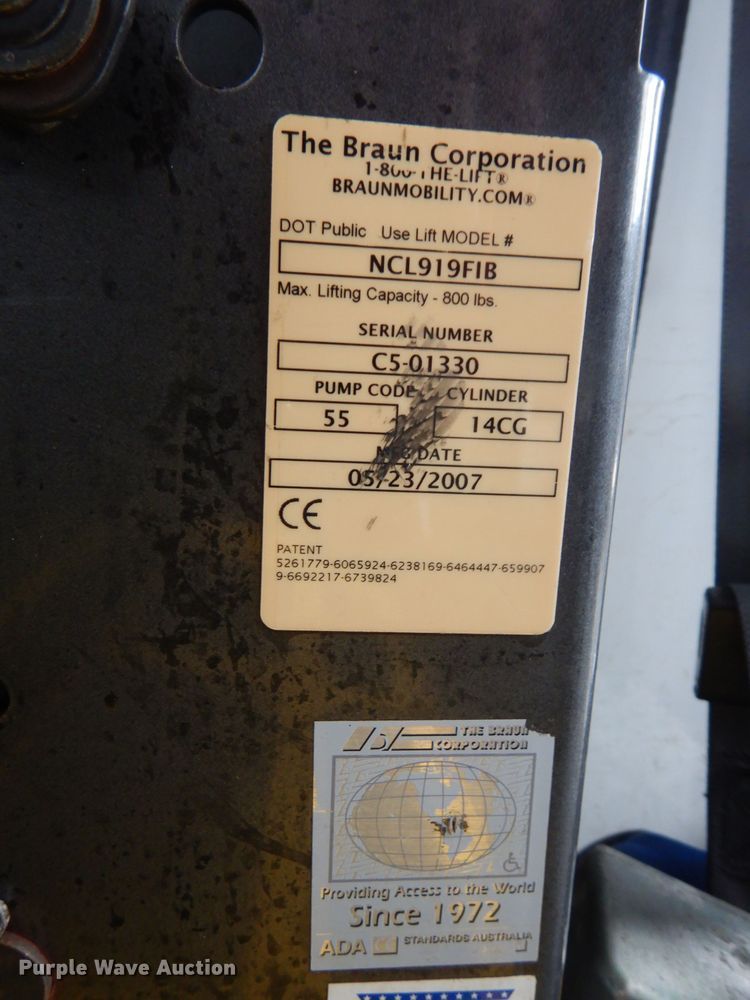 The Braun Corporation
1-800-THE-LIFT®
BRAUNMOBILITY.COM®
DOT Public Use Lift MODEL #
NCL919FIB
Max. Lifting Capacity - 800 lbs.
SERIAL NUMBER
C5-01330
PUMP CODE CYLINDER
55 14CG
MFG DATE
05/23/2007
CE
PATENT
5261779-6065924-6238169-6464447-659907
9-6692217-6739824
THE BRAUN
CORPORATION
Providing Access to the World
Since 1972
ADA CE STANDARDS AUSTRALIA
Purple Wave Auction